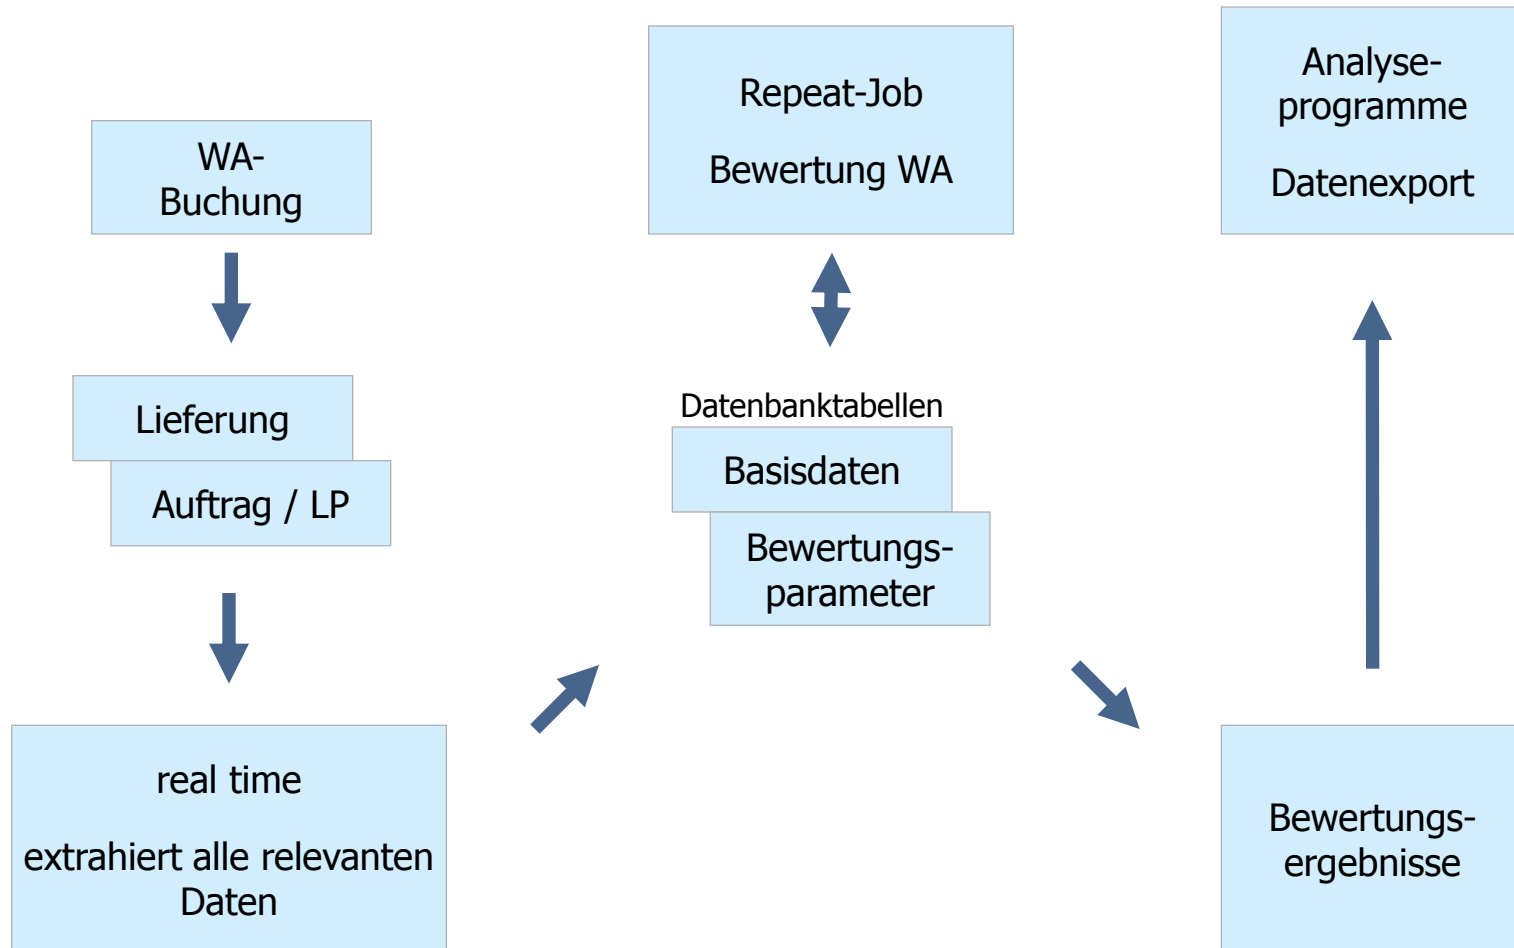 WA-
Buchung
Lieferung
Auftrag / LP
real time
extrahiert alle relevanten
Daten
Repeat-Job
Bewertung WA
Datenbanktabellen
Basisdaten
Bewertungs-
parameter
Analyse-
programme
Datenexport
Bewertungs-
ergebnisse